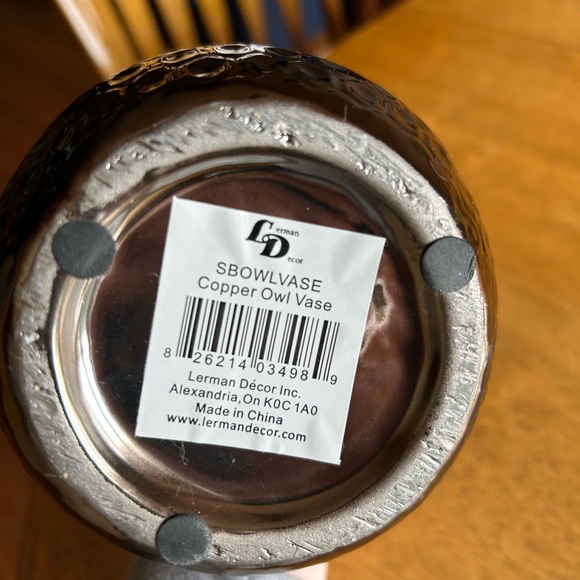 Lerman
Decor
SBOWLVASE
Copper Owl Vase
8 26214 03498 9
Lerman Décor Inc.
Alexandria,On K0C 1A0
Made in China
www.lermandecor.com